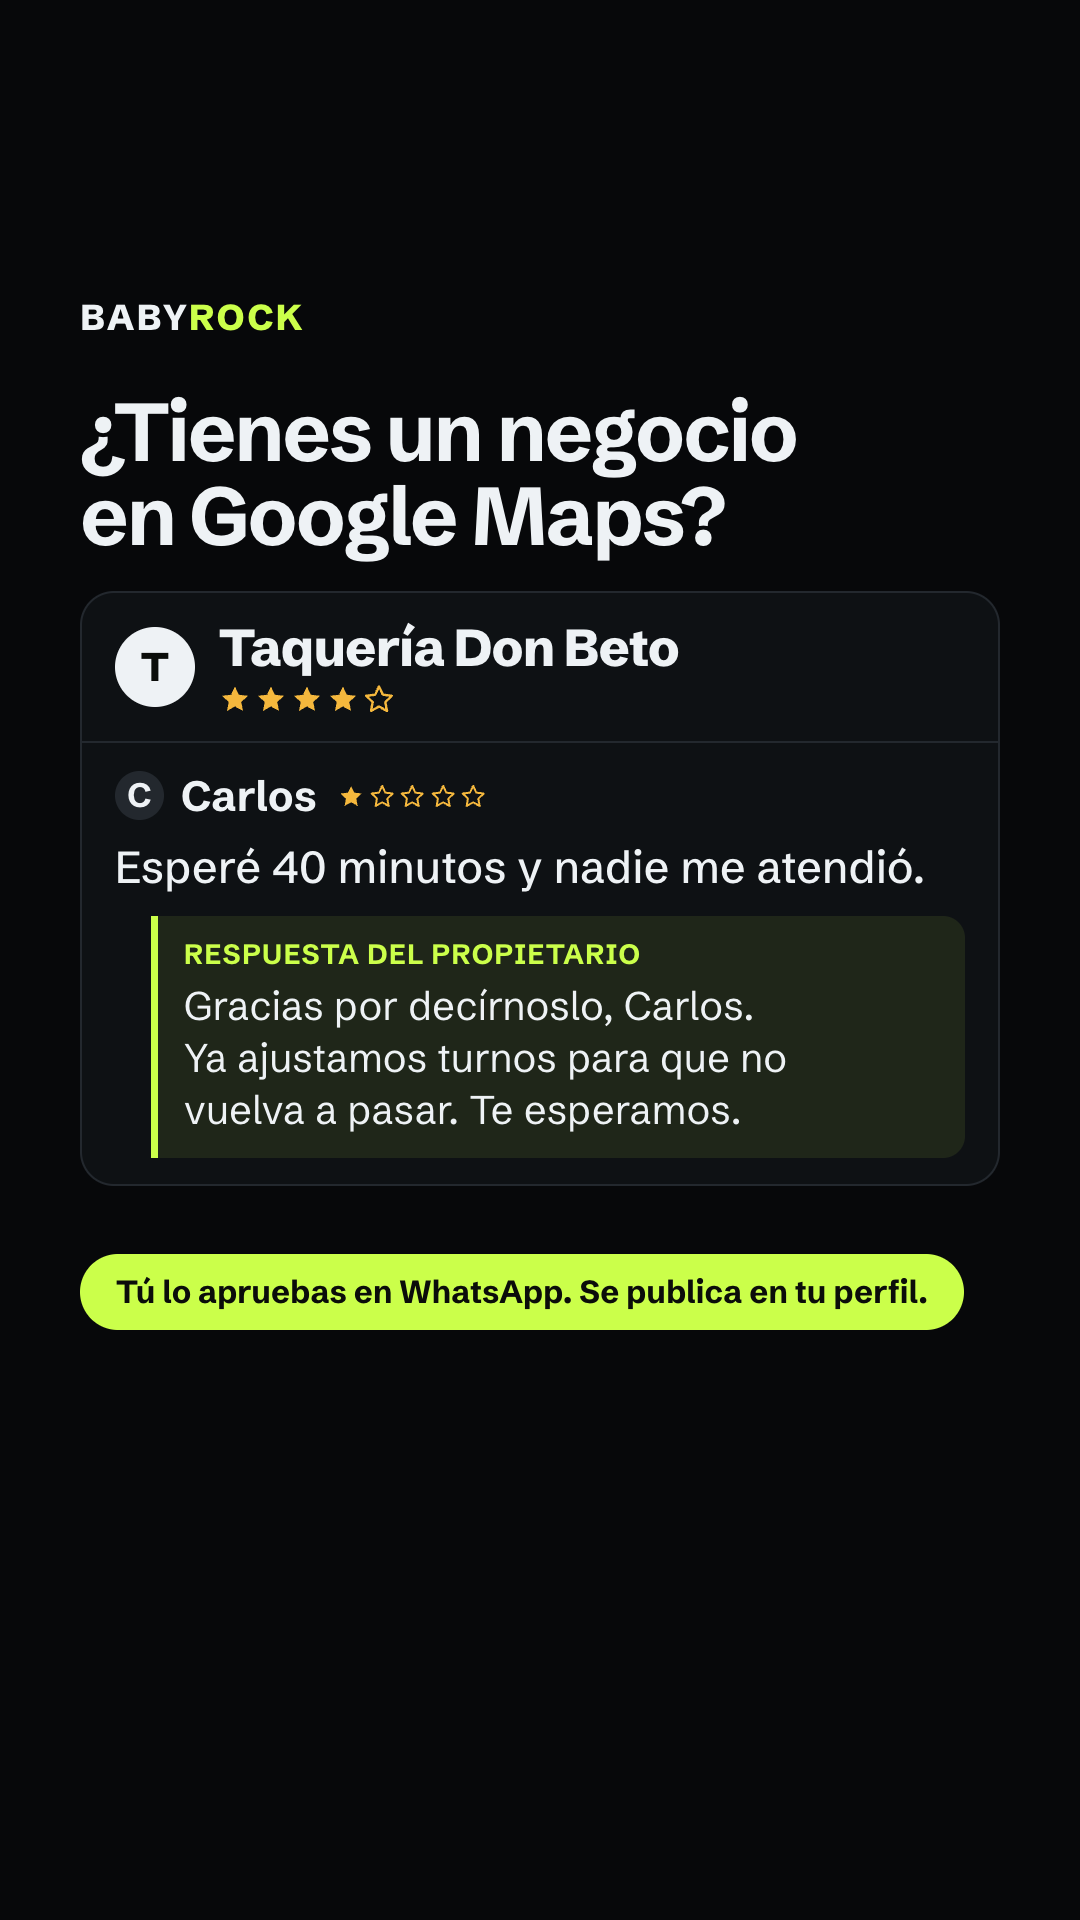 BABYROCK
¿Tienes un negocio
en Google Maps?
T
Taquería Don Beto
C
Carlos
Esperé 40 minutos y nadie me atendió.
RESPUESTA DEL PROPIETARIO
Gracias por decírnoslo, Carlos.
Ya ajustamos turnos para que no
vuelva a pasar. Te esperamos.
Tú lo apruebas en WhatsApp. Se publica en tu perfil.